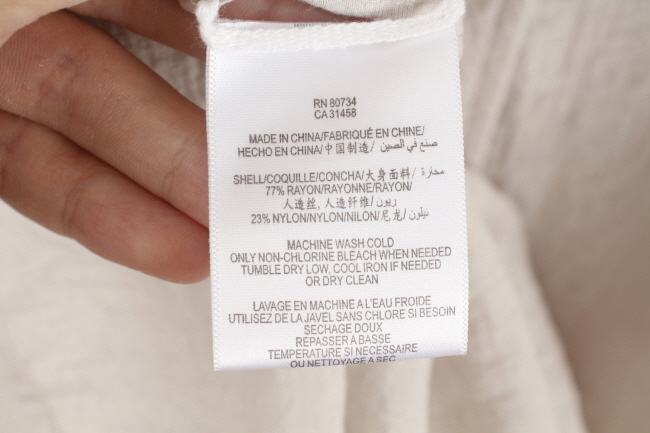 RN 80734
CA 31458
MADE IN CHINA/FABRIQUÉ EN CHINE/
HECHO EN CHINA/中国制造/ صنع في الصين
SHELL/COQUILLE/CONCHA/大身面料/ محارة
77% RAYON/RAYONNE/RAYON/
人造丝, 人造纤维/ ريون/
23% NYLON/NYLON/NILON/尼龙/ نيلون
MACHINE WASH COLD
ONLY NON-CHLORINE BLEACH WHEN NEEDED
TUMBLE DRY LOW, COOL IRON IF NEEDED
OR DRY CLEAN
LAVAGE EN MACHINE A L'EAU FROIDE
UTILISEZ DE LA JAVEL SANS CHLORE SI BESOIN
SECHAGE DOUX
REPASSER A BASSE
TEMPERATURE SI NECESSAIRE
OU NETTOYAGE A SEC